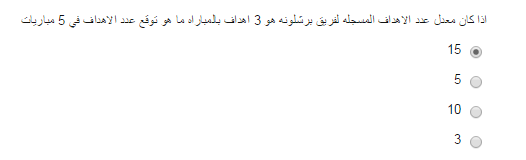 اذا كان معدل عدد الاهداف المسجله لفريق برشلونه هو 3 اهداف بالمباراه ما هو توقع عدد الاهداف في 5 مباريات
15
5
10
3